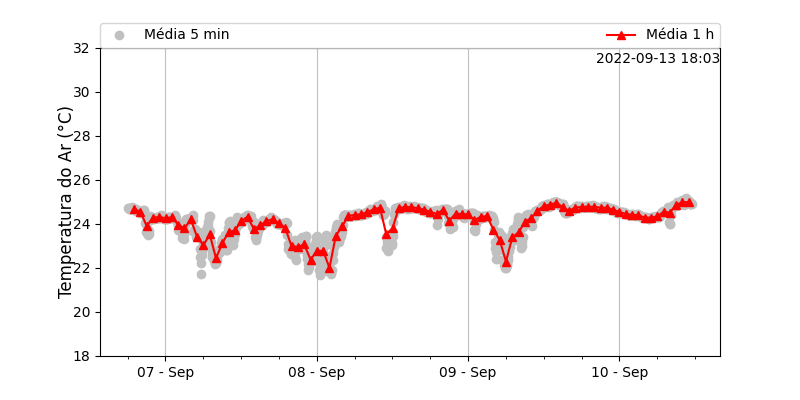 Média 5 min
Média 1 h
2022-09-13 18:03
Temperatura do Ar (°C)
32
30
28
26
24
22
20
18
07 - Sep
08 - Sep
09 - Sep
10 - Sep